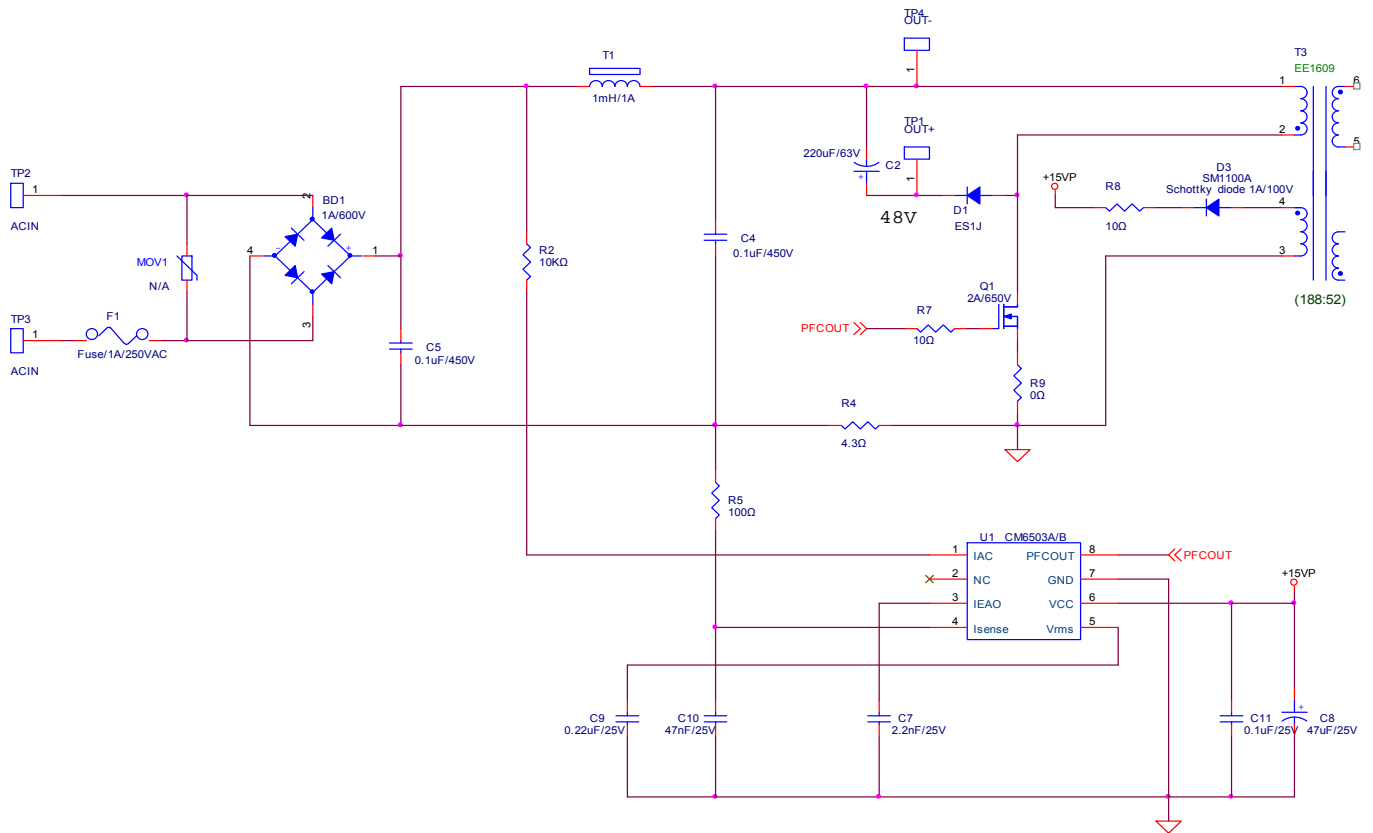 TP4
OUT-
1
T1
1mH/1A
T3
EE1609
1
6
2
5
TP1
OUT+
1
220uF/63V
C2
48V
D1
ES1J
+15VP
R8
10Ω
D3
SM1100A
Schottky diode 1A/100V
4
3
(188:52)
TP2
1
ACIN
MOV1
N/A
2
BD1
1A/600V
4
-
+
1
3
TP3
1
ACIN
F1
Fuse/1A/250VAC
C5
0.1uF/450V
R2
10KΩ
C4
0.1uF/450V
PFCOUT
R7
10Ω
Q1
2A/650V
R9
0Ω
R4
4.3Ω
R5
100Ω
U1 CM6503A/B
1 IAC PFCOUT 8
PFCOUT
2 NC GND 7
3 IEAO VCC 6
4 Isense Vrms 5
+15VP
C9
0.22uF/25V
C10
47nF/25V
C7
2.2nF/25V
C11
0.1uF/25V
C8
47uF/25V